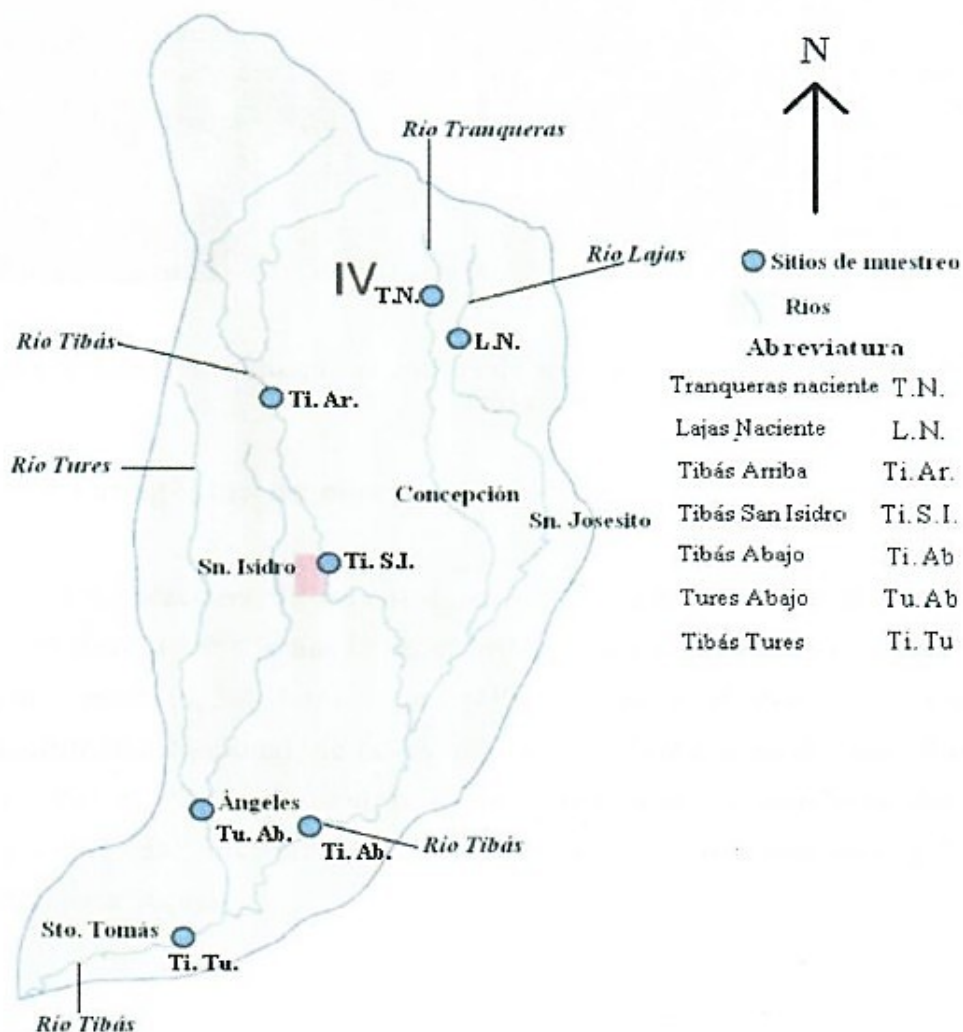 N
Río Tranqueras
Río Lajas
IV
T.N.
L.N.
Río Tibás
Ti. Ar.
Río Tures
Concepción
Sn. Josesito
Sn. Isidro
Ti. S.I.
Ángeles
Tu. Ab.
Ti. Ab.
Río Tibás
Sto. Tomás
Ti. Tu.
Río Tibás
Sitios de muestreo
Rios
Abreviatura
Tranqueras naciente T.N.
Lajas Naciente L.N.
Tibás Arriba Ti. Ar.
Tibás San Isidro Ti. S.I.
Tibás Abajo Ti. Ab
Tures Abajo Tu. Ab
Tibás Tures Ti. Tu